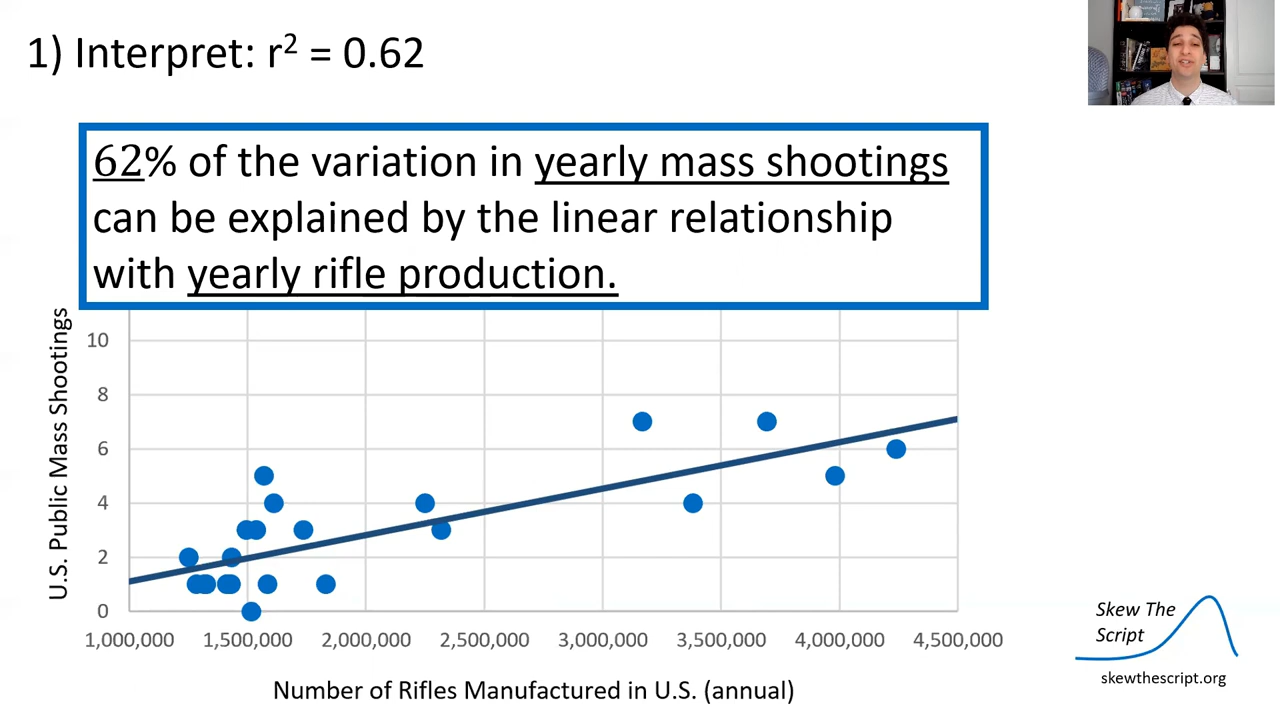 1) Interpret: r² = 0.62
62% of the variation in yearly mass shootings
can be explained by the linear relationship
with yearly rifle production.
U.S. Public Mass Shootings
10
8
6
4
2
0
1,000,000 1,500,000 2,000,000 2,500,000 3,000,000 3,500,000 4,000,000 4,500,000
Number of Rifles Manufactured in U.S. (annual)
Skew The
Script
skewthescript.org